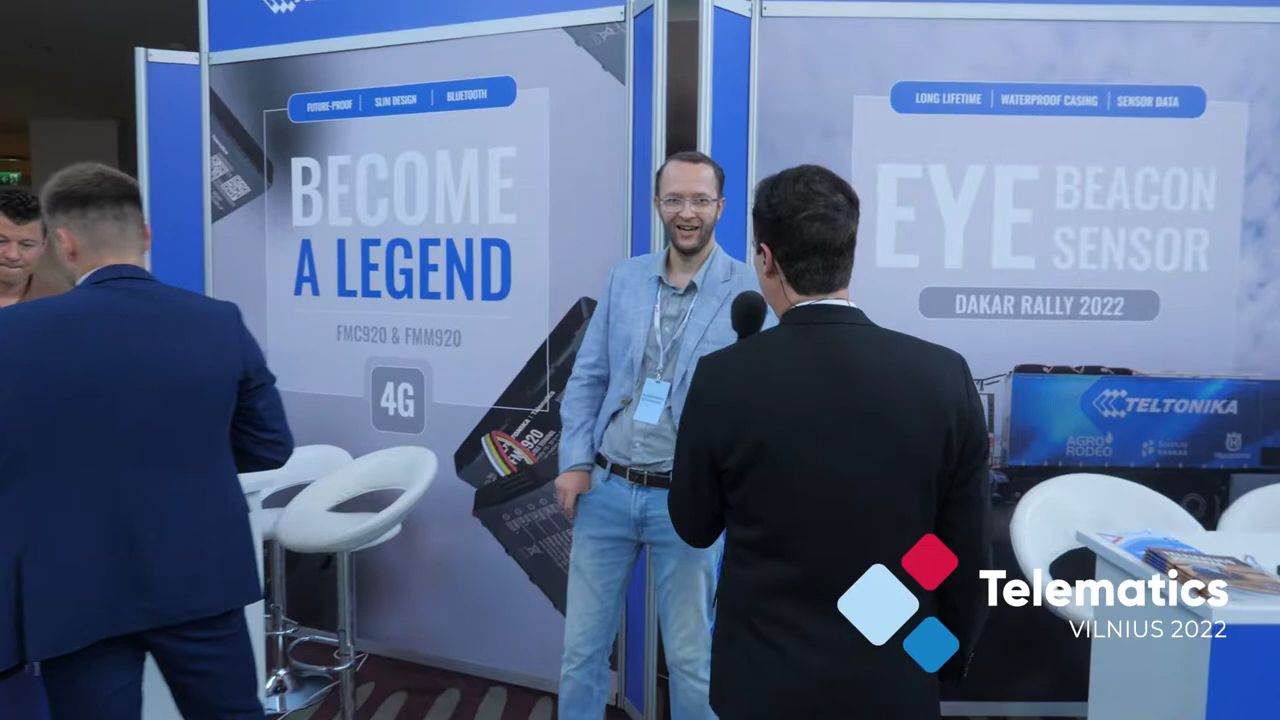 FUTURE-PROOF | SLIM DESIGN | BLUETOOTH
BECOME
A LEGEND
FMC920 & FMM920
4G
LONG LIFETIME | WATERPROOF CASING | SENSOR DATA
EYE BEACON
SENSOR
DAKAR RALLY 2022
TELTONIKA
AGRO
RODEO
Telematics
VILNIUS 2022